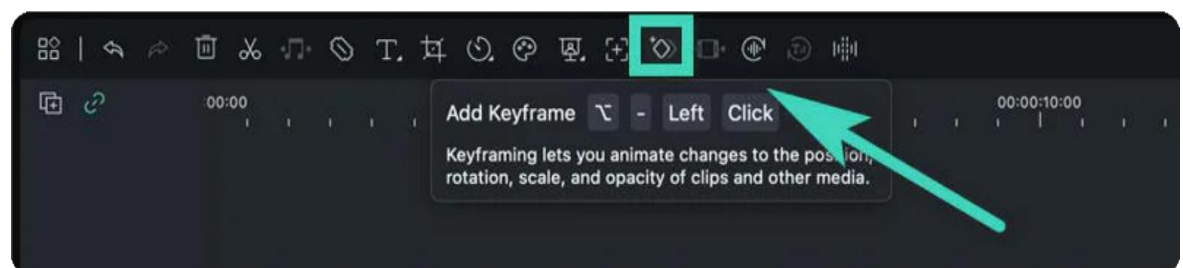 00:00
00:00:10:00
Add Keyframe ⌥ - Left Click
Keyframing lets you animate changes to the position,
rotation, scale, and opacity of clips and other media.